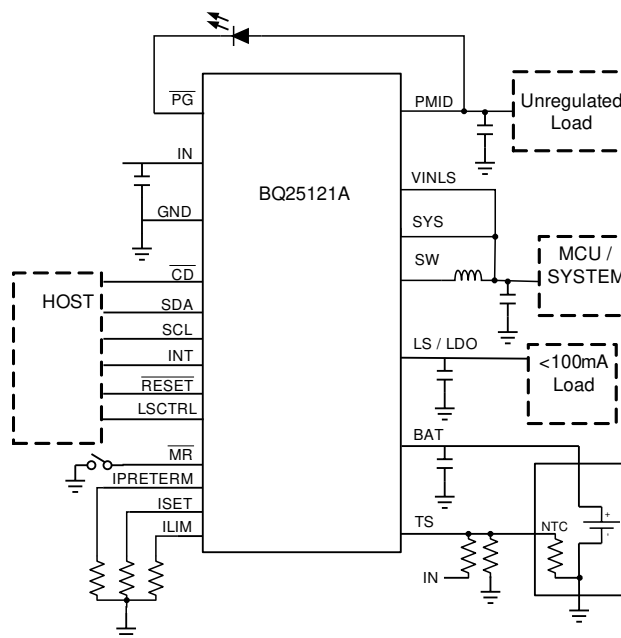 PG
PMID
Unregulated
Load
IN
BQ25121A
VINLS
GND
SYS
SW
MCU /
SYSTEM
CD
HOST
SDA
SCL
INT
RESET
LSCTRL
LS / LDO
<100mA
Load
MR
BAT
IPRETERM
ISET
ILIM
TS
NTC
+
-
IN